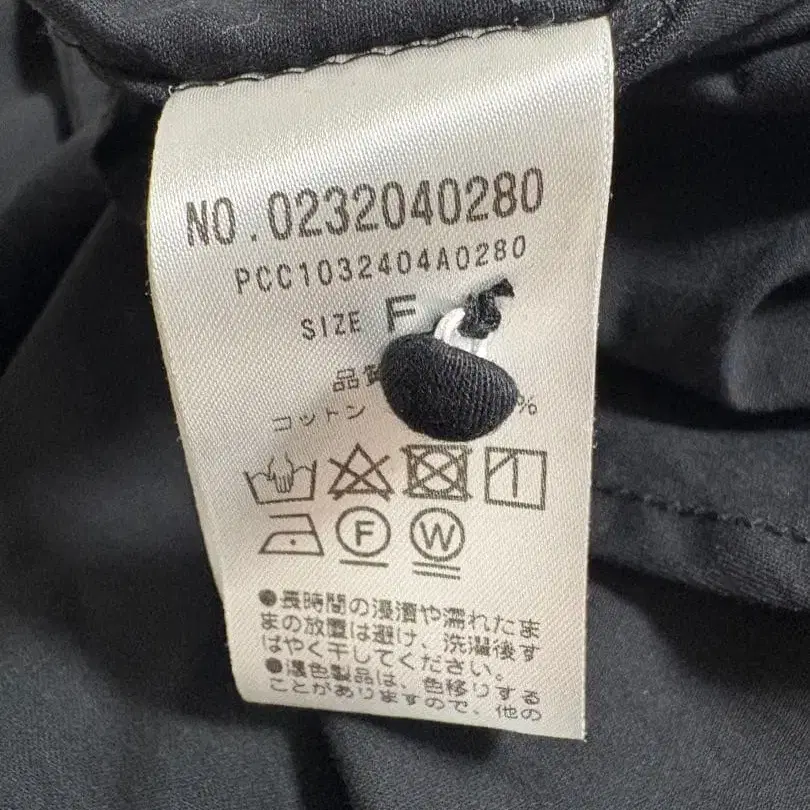 NO.0232040280
PCC1032404A0280
SIZE F
品質
コットン %
F
W
●長時間の浸漬や濡れたま
まの放置は避け、洗濯後す
ばやく干してください。
●濃色製品は、色移りする
ことがありますので、他の